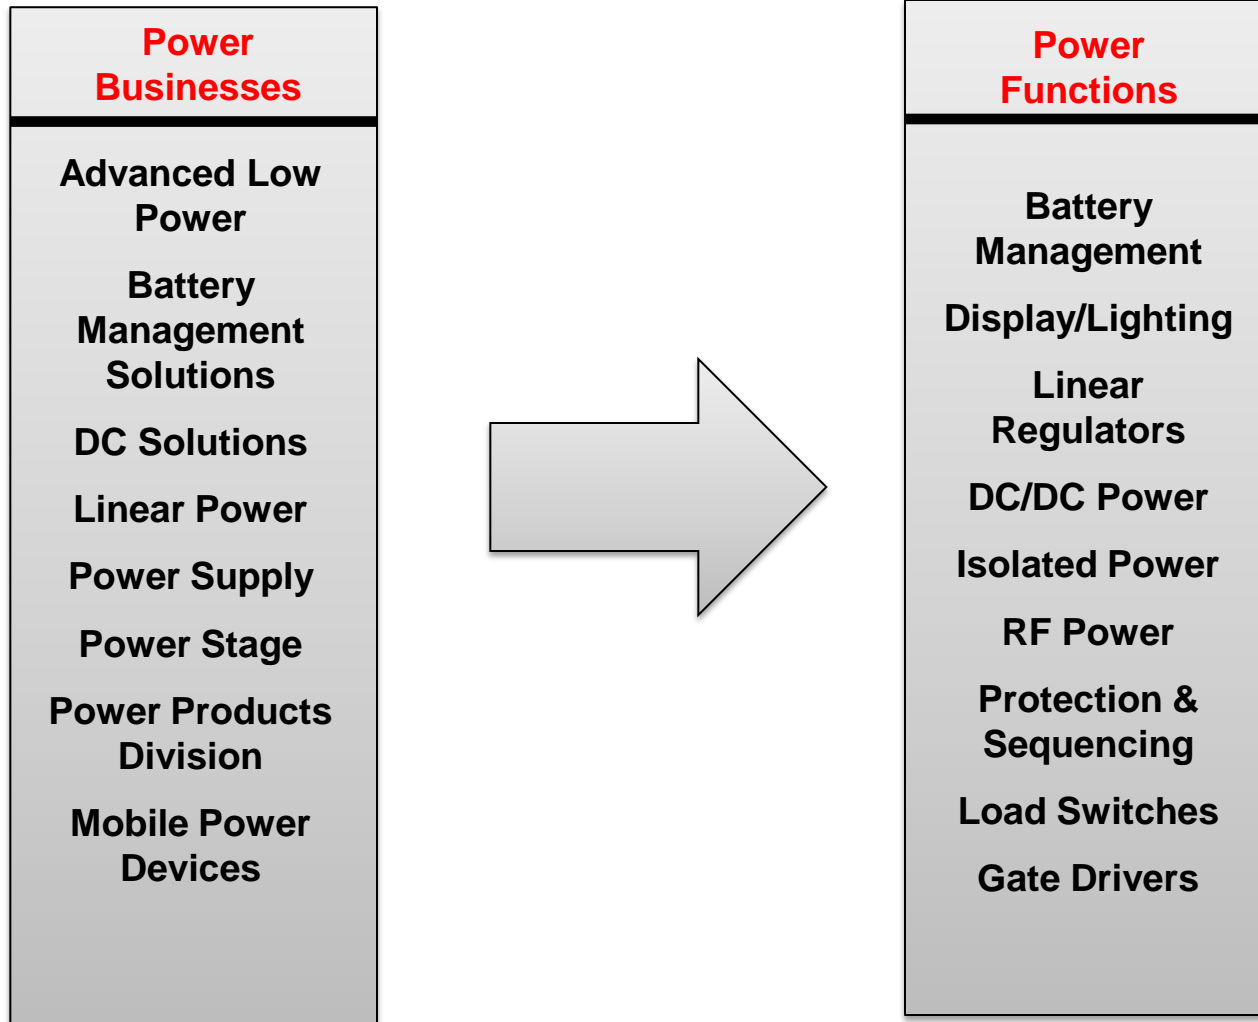 Power
Businesses
Advanced Low
Power
Battery
Management
Solutions
DC Solutions
Linear Power
Power Supply
Power Stage
Power Products
Division
Mobile Power
Devices
Power
Functions
Battery
Management
Display/Lighting
Linear
Regulators
DC/DC Power
Isolated Power
RF Power
Protection &
Sequencing
Load Switches
Gate Drivers